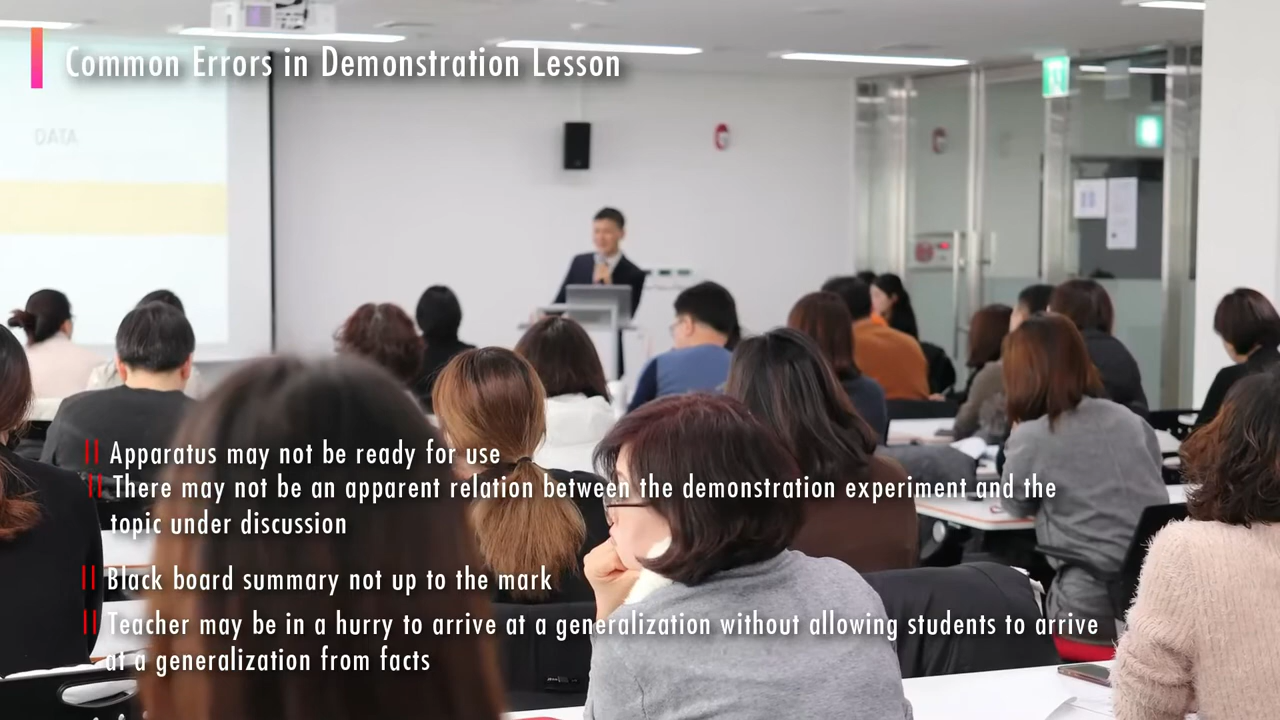 Common Errors in Demonstration Lesson
DATA
Apparatus may not be ready for use
There may not be an apparent relation between the demonstration experiment and the
topic under discussion
Black board summary not up to the mark
Teacher may be in a hurry to arrive at a generalization without allowing students to arrive
at a generalization from facts